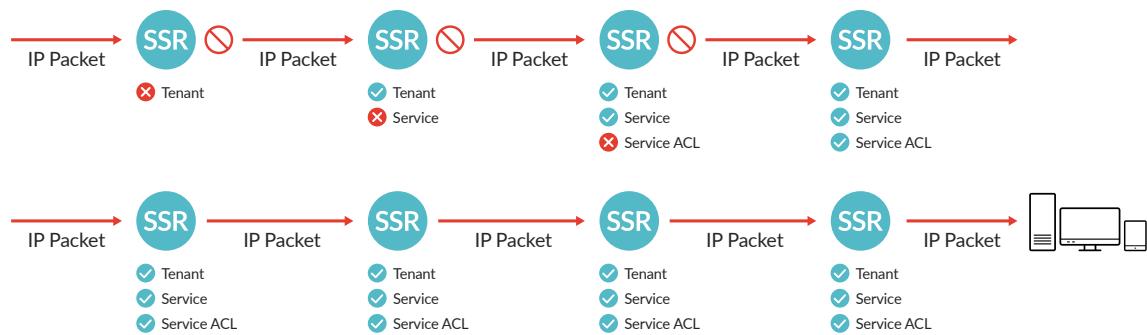 SSR SSR SSR SSR
IP Packet IP Packet IP Packet IP Packet IP Packet
Tenant Tenant Tenant Tenant
Service Service Service
Service ACL Service ACL
SSR SSR SSR SSR
IP Packet IP Packet IP Packet IP Packet IP Packet
Tenant Tenant Tenant Tenant
Service Service Service Service
Service ACL Service ACL Service ACL Service ACL